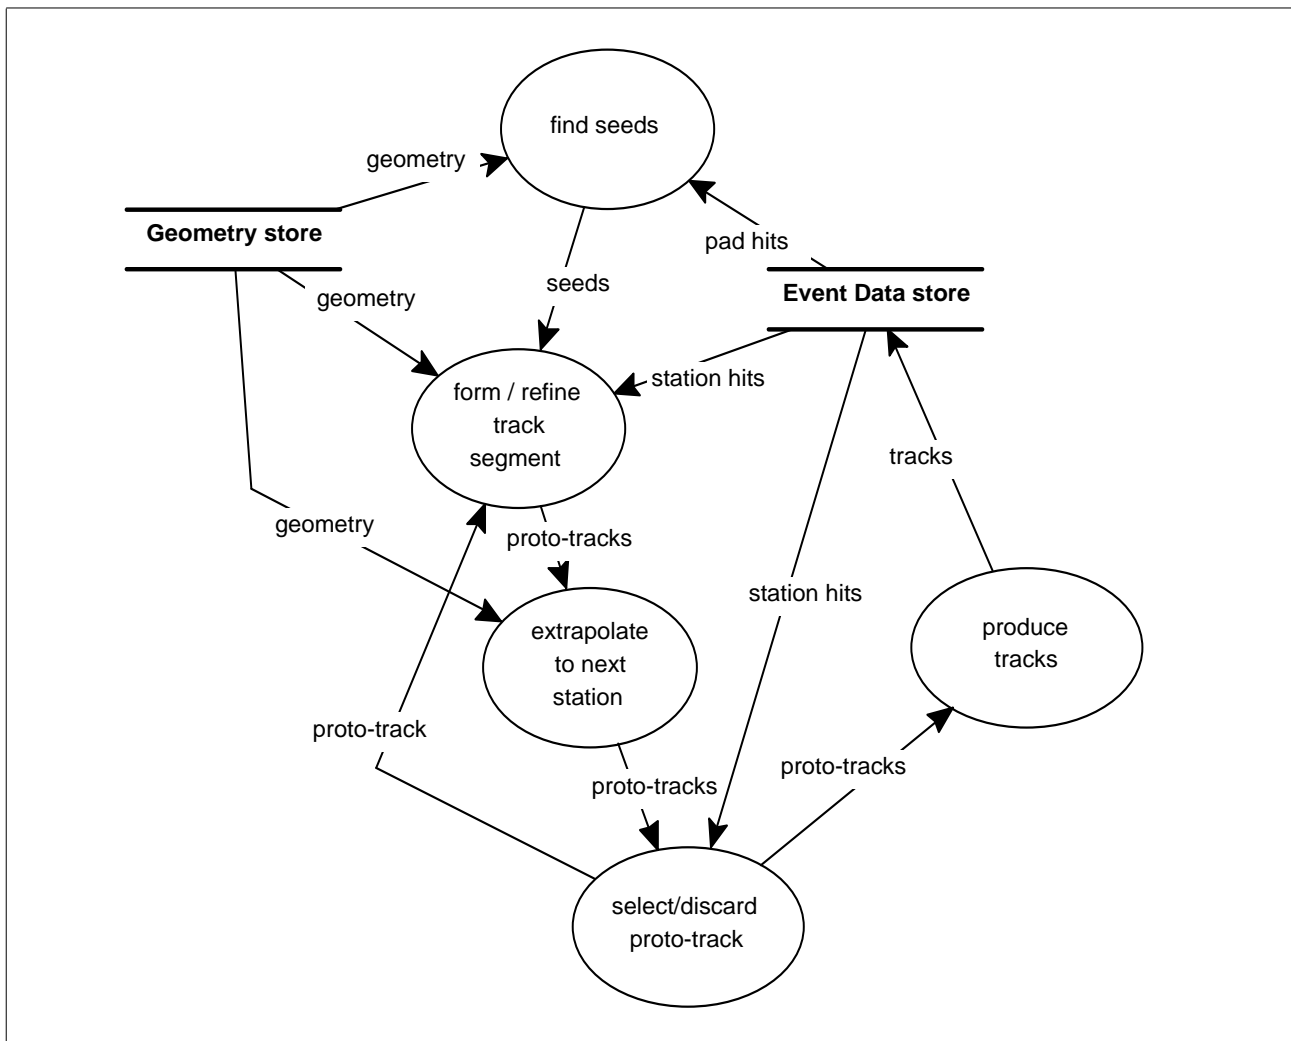 find seeds
geometry
Geometry store
pad hits
seeds
Event Data store
geometry
station hits
form / refine
track
segment
tracks
geometry
proto-tracks
station hits
extrapolate
to next
station
produce
tracks
proto-track
proto-tracks
proto-tracks
select/discard
proto-track